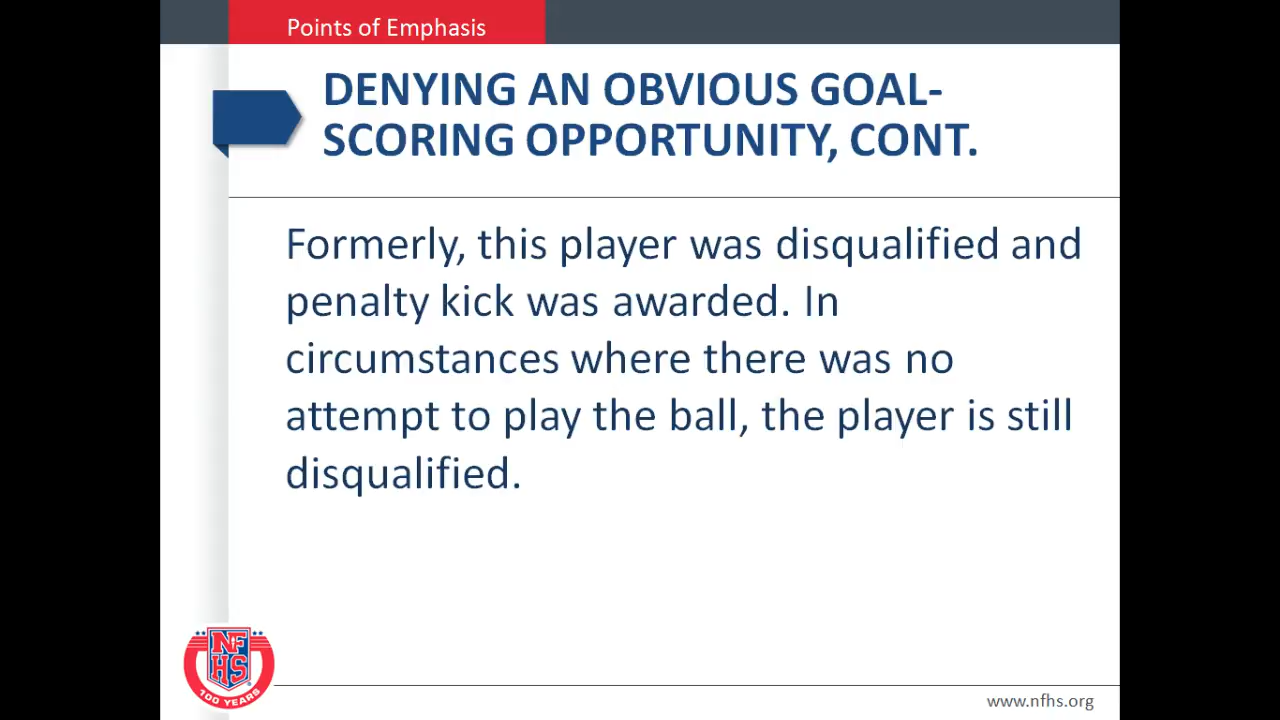 Points of Emphasis
DENYING AN OBVIOUS GOAL-
SCORING OPPORTUNITY, CONT.
Formerly, this player was disqualified and
penalty kick was awarded. In
circumstances where there was no
attempt to play the ball, the player is still
disqualified.
NF
HS
100 YEARS
www.nfhs.org